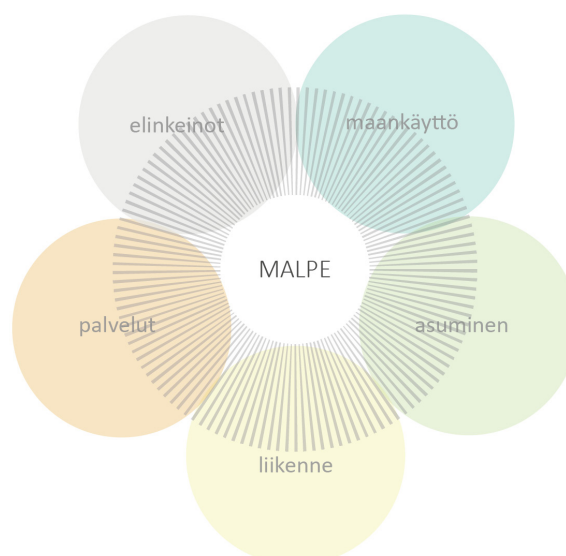 elinkeinot
maankäyttö
MALPE
palvelut
asuminen
liikenne